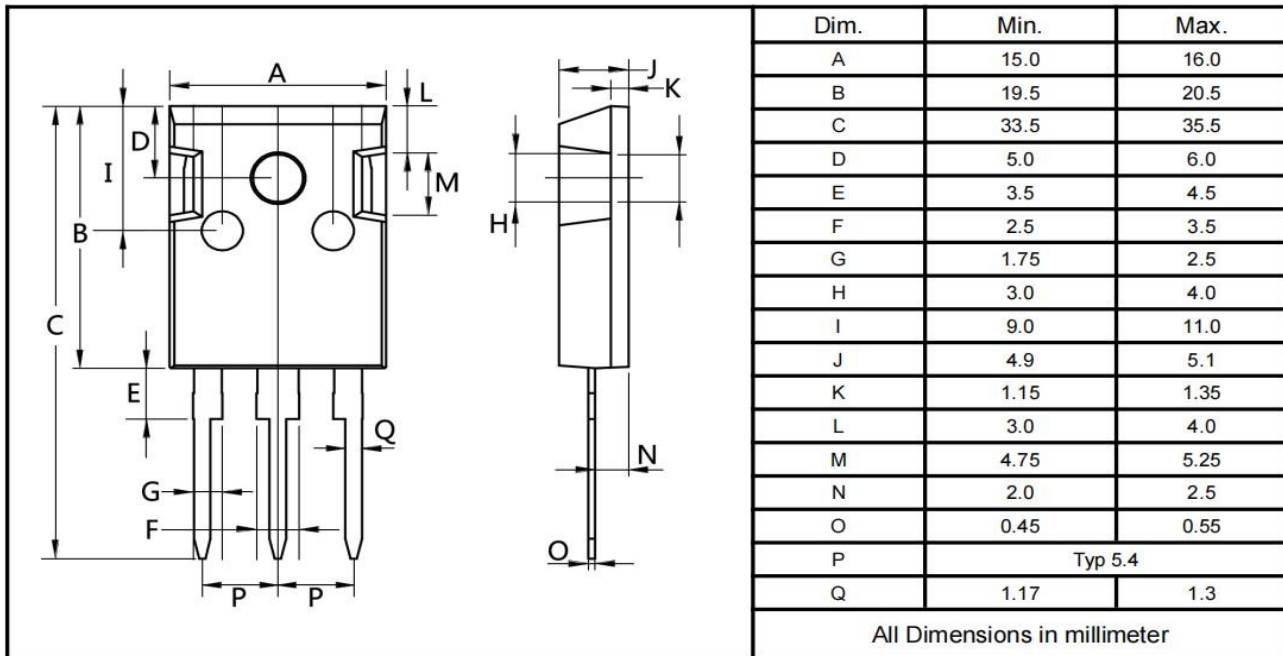 A
L
J
K
D
I
M
H
B
C
E
Q
N
G
F
O
P P
Dim. Min. Max.
A 15.0 16.0
B 19.5 20.5
C 33.5 35.5
D 5.0 6.0
E 3.5 4.5
F 2.5 3.5
G 1.75 2.5
H 3.0 4.0
I 9.0 11.0
J 4.9 5.1
K 1.15 1.35
L 3.0 4.0
M 4.75 5.25
N 2.0 2.5
O 0.45 0.55
P Typ 5.4
Q 1.17 1.3
All Dimensions in millimeter